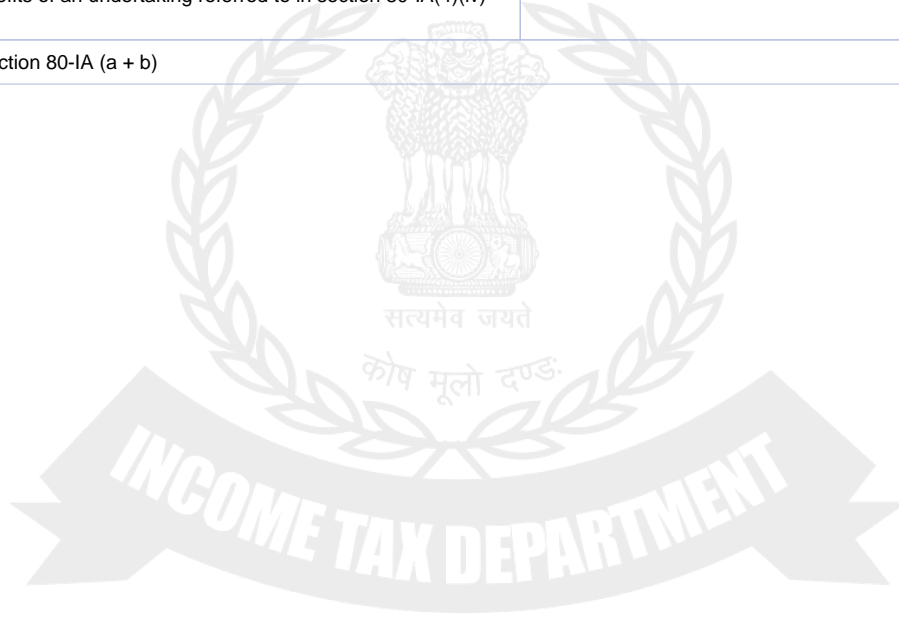 ofits of an undertaking referred to in section 80-IA(4)(iv)
ction 80-IA (a + b)
सत्यमेव जयते
कोष मूलो दण्डः
INCOME TAX DEPARTMENT